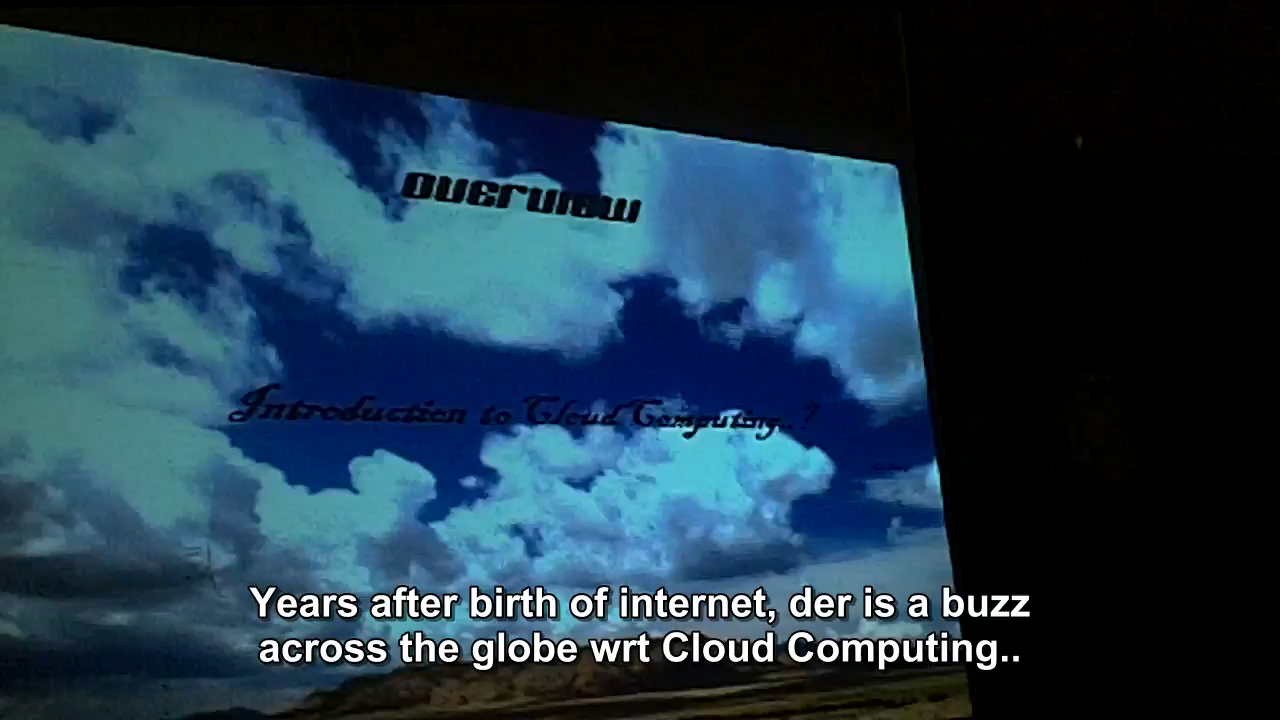 overview
Introduction to Cloud Computing..?
Years after birth of internet, der is a buzz
across the globe wrt Cloud Computing..